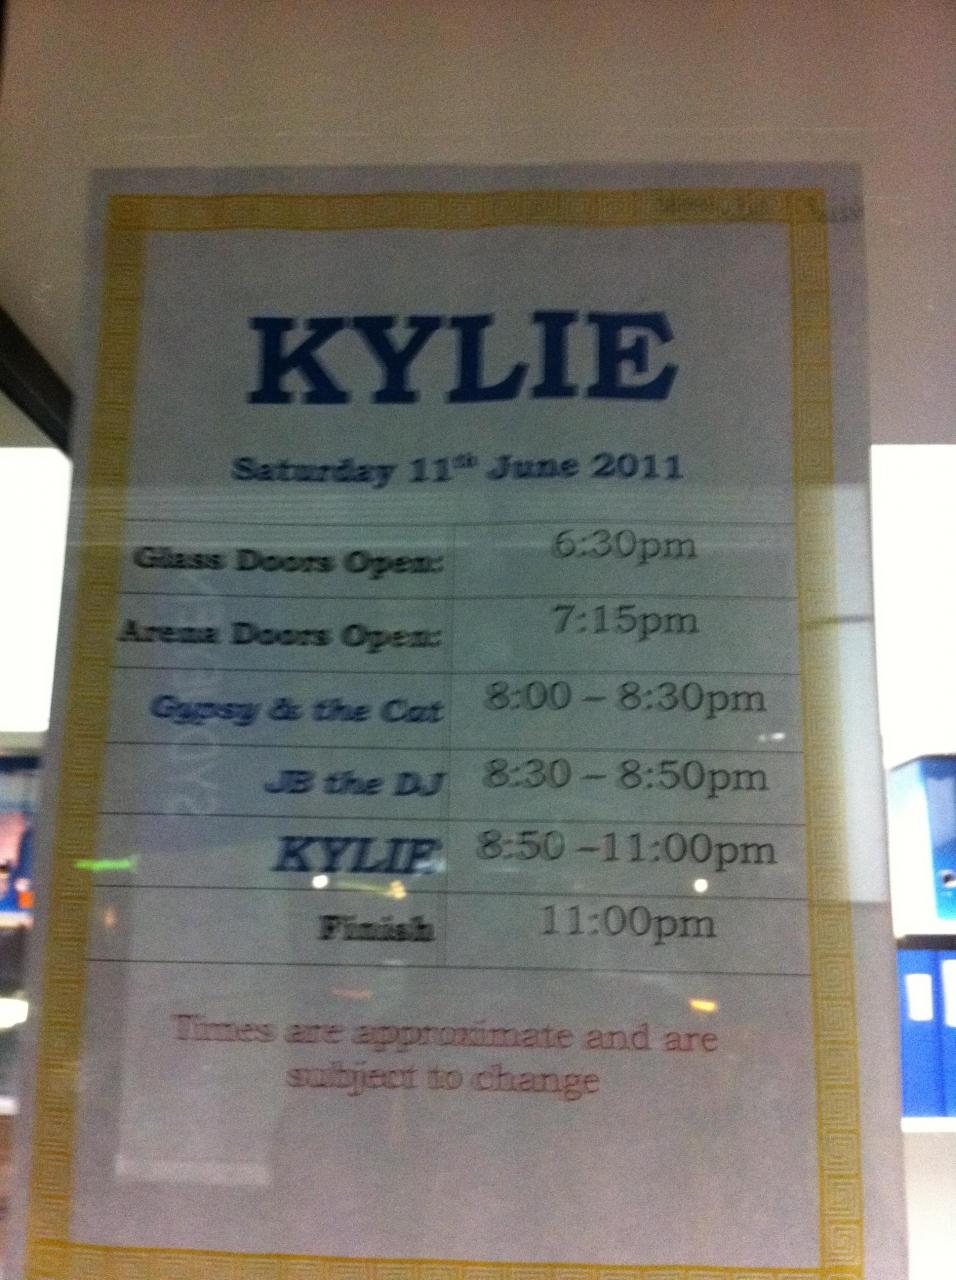 KYLIE
Saturday 11th June 2011
Glass Doors Open: 6:30pm
Arena Doors Open: 7:15pm
Gypsy & the Cat 8:00 – 8:30pm
JB the DJ 8:30 – 8:50pm
KYLIE 8:50 –11:00pm
Finish 11:00pm
Times are approximate and are
subject to change